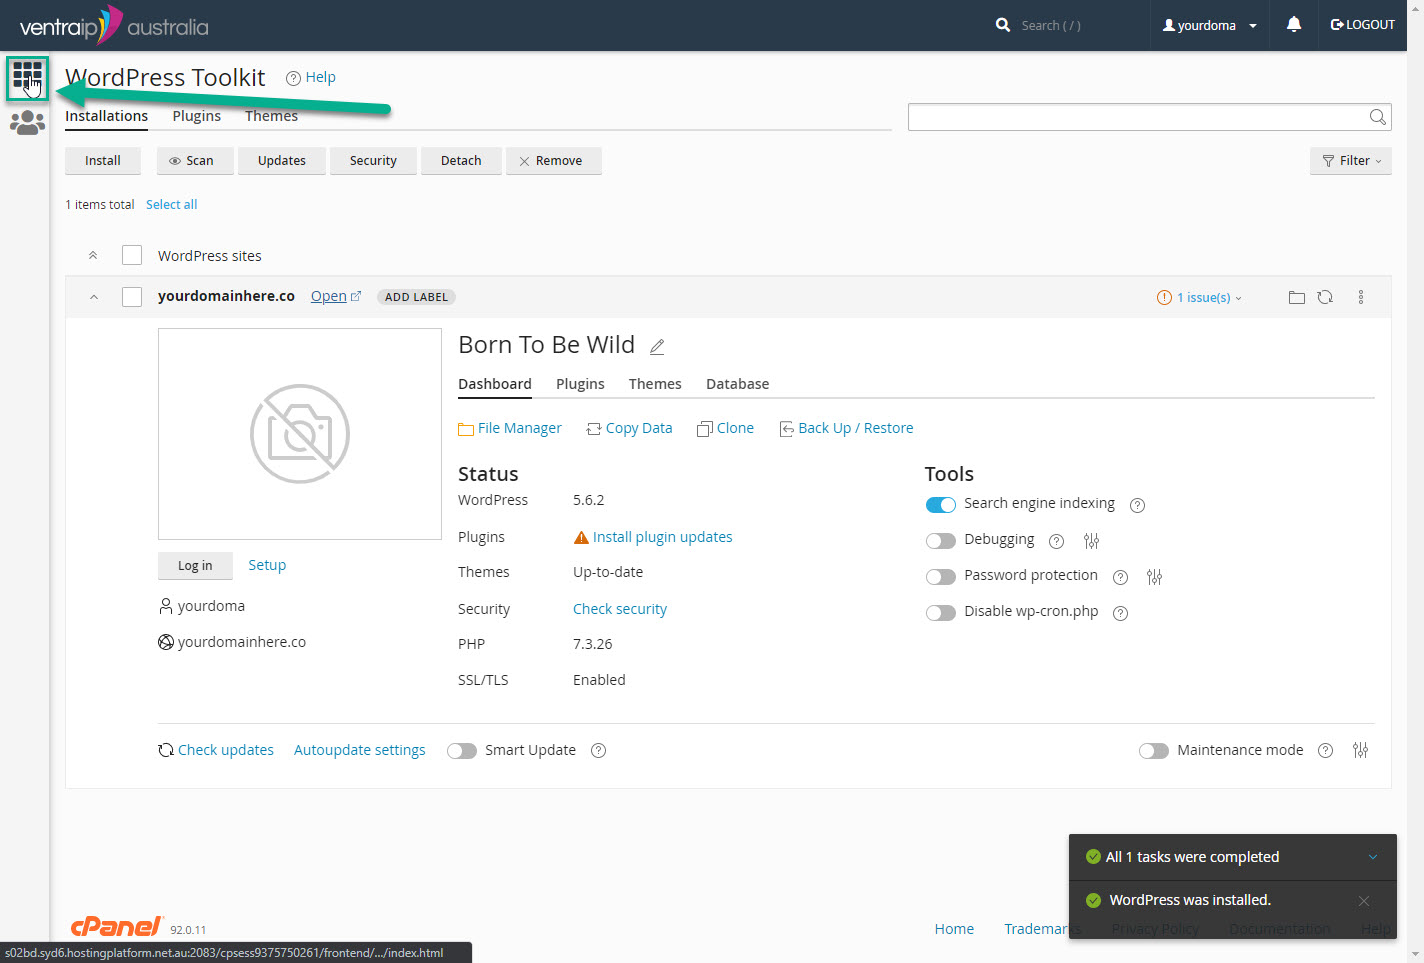 ventraip australia
Search ( / )
yourdoma
LOGOUT
WordPress Toolkit
Help
Installations
Plugins
Themes
Install
Scan
Updates
Security
Detach
Remove
Filter
1 items total
Select all
WordPress sites
yourdomainhere.co
Open
ADD LABEL
1 issue(s)
Born To Be Wild
Dashboard
Plugins
Themes
Database
File Manager
Copy Data
Clone
Back Up / Restore
Status
WordPress
5.6.2
Plugins
Install plugin updates
Themes
Up-to-date
Security
Check security
PHP
7.3.26
SSL/TLS
Enabled
Tools
Search engine indexing
Debugging
Password protection
Disable wp-cron.php
Log in
Setup
yourdoma
yourdomainhere.co
Check updates
Autoupdate settings
Smart Update
Maintenance mode
All 1 tasks were completed
WordPress was installed.
cPanel
92.0.11
Home
Trademarks
Privacy Policy
Documentation
Help
s02bd.syd6.hostingplatform.net.au:2083/cpsess9375750261/frontend/.../index.html